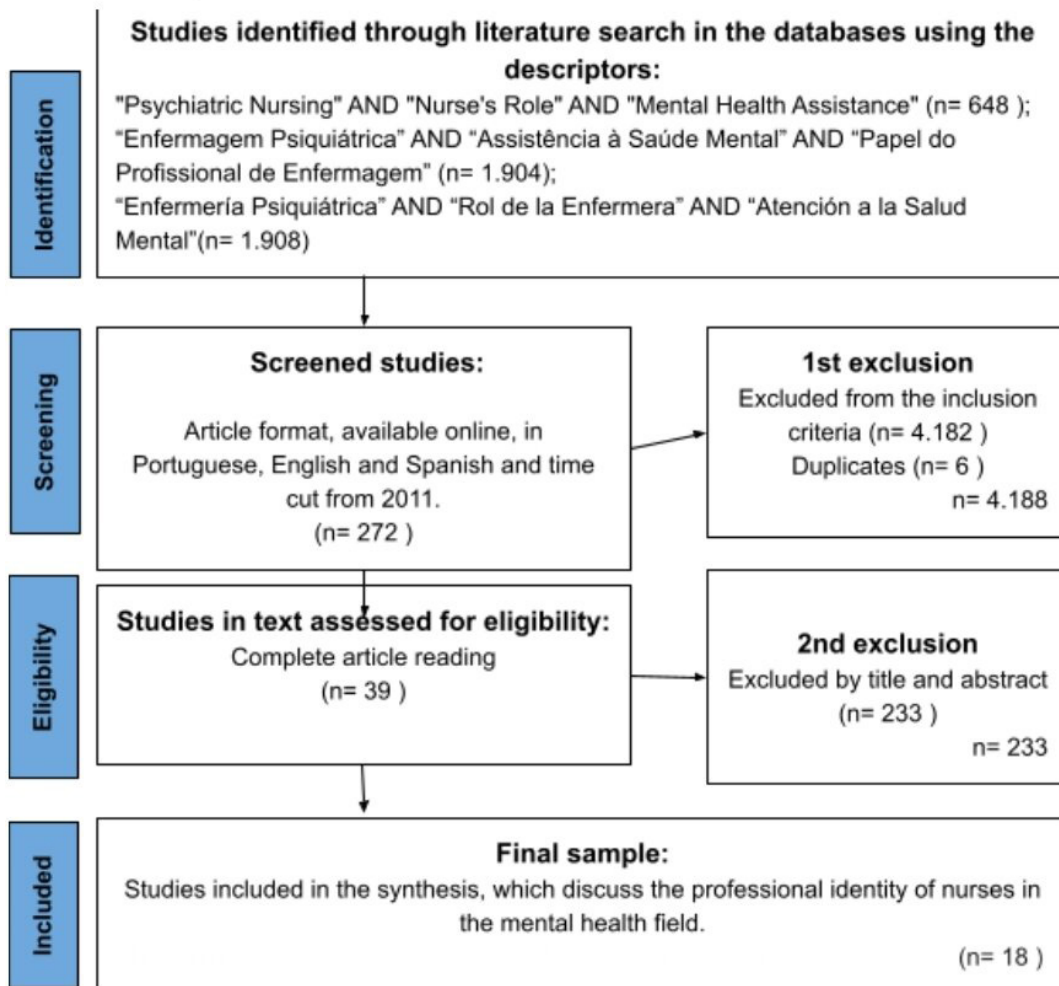 Studies identified through literature search in the databases using the
descriptors:
"Psychiatric Nursing" AND "Nurse's Role" AND "Mental Health Assistance" (n= 648 );
“Enfermagem Psiquiátrica” AND “Assistência à Saúde Mental” AND “Papel do
Profissional de Enfermagem” (n= 1.904);
“Enfermería Psiquiátrica” AND “Rol de la Enfermera” AND “Atención a la Salud
Mental”(n= 1.908)
Identification
Screening
Screened studies:
Article format, available online, in
Portuguese, English and Spanish and time
cut from 2011.
(n= 272 )
1st exclusion
Excluded from the inclusion
criteria (n= 4.182 )
Duplicates (n= 6 )
n= 4.188
Eligibility
Studies in text assessed for eligibility:
Complete article reading
(n= 39 )
2nd exclusion
Excluded by title and abstract
(n= 233 )
n= 233
Included
Final sample:
Studies included in the synthesis, which discuss the professional identity of nurses in
the mental health field.
(n= 18 )